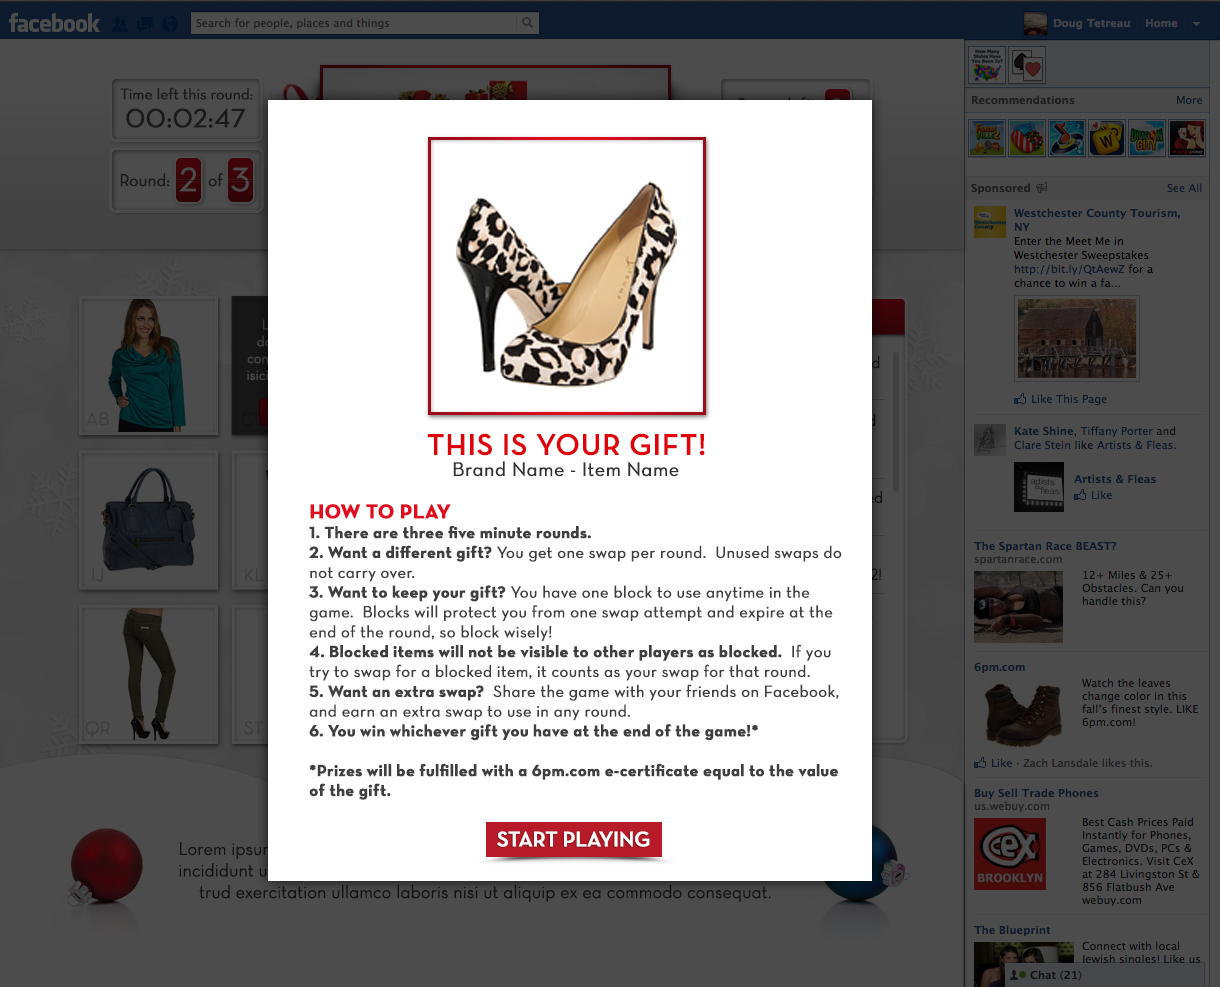 facebook
Search for people, places and things
Doug Tetreau
Home
Time left this round:
00:02:47
Round: 2 of 3
AB
IJ
KL
QR
ST
THIS IS YOUR GIFT!
Brand Name - Item Name
HOW TO PLAY
1. There are three five minute rounds.
2. Want a different gift? You get one swap per round.  Unused swaps do
not carry over.
3. Want to keep your gift? You have one block to use anytime in the
game.  Blocks will protect you from one swap attempt and expire at the
end of the round, so block wisely!
4. Blocked items will not be visible to other players as blocked.  If you
try to swap for a blocked item, it counts as your swap for that round.
5. Want an extra swap?  Share the game with your friends on Facebook,
and earn an extra swap to use in any round.
6. You win whichever gift you have at the end of the game!*
*Prizes will be fulfilled with a 6pm.com e-certificate equal to the value
of the gift.
START PLAYING
Lorem ipsu
incididunt u
trud exercitation ullamco laboris nisi ut aliquip ex ea commodo consequat.
How Many
States Have
You Been To?
Recommendations
More
Sponsored
See All
Westchester County Tourism,
NY
Enter the Meet Me in
Westchester Sweepstakes
http://bit.ly/QtAewZ for a
chance to win a fa...
Like This Page
Kate Shine, Tiffany Porter and
Clare Stein like Artists & Fleas.
artists
& fleas
Artists & Fleas
Like
The Spartan Race BEAST?
spartanrace.com
12+ Miles & 25+
Obstacles. Can you
handle this?
6pm.com
Watch the leaves
change color in this
fall's finest style. LIKE
6pm.com!
Like · Zach Lansdale likes this.
Buy Sell Trade Phones
us.webuy.com
CeX
BROOKLYN
Best Cash Prices Paid
Instantly for Phones,
Games, DVDs, PCs &
Electronics. Visit CeX
at 284 Livingston St &
856 Flatbush Ave
webuy.com
The Blueprint
Connect with local
Jewish singles! Like us
Chat (21)